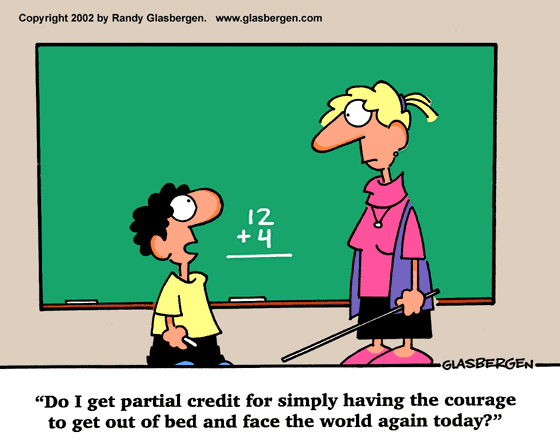 Copyright 2002 by Randy Glasbergen. www.glasbergen.com
12
+ 4
GLASBERGEN
“Do I get partial credit for simply having the courage
to get out of bed and face the world again today?”